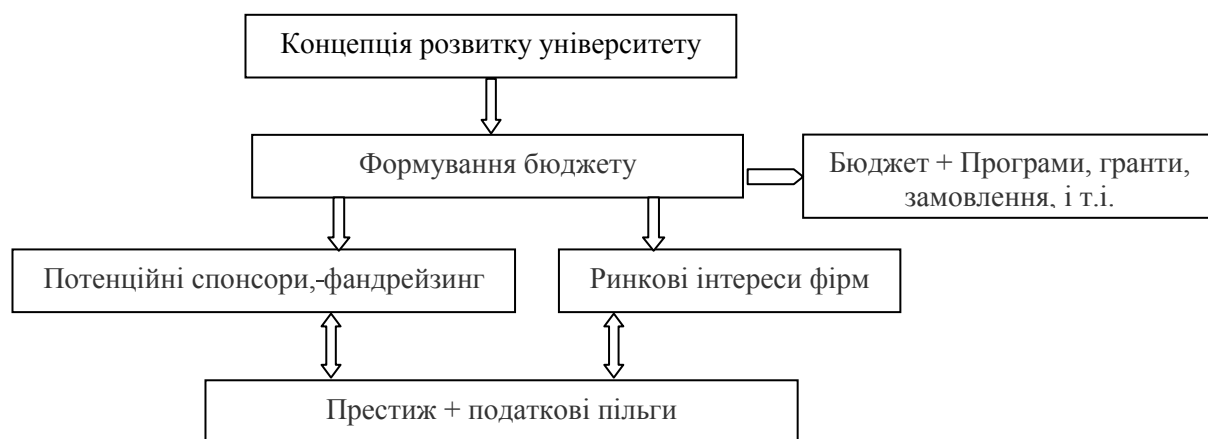 Концепція розвитку університету
Формування бюджету
Бюджет + Програми, гранти,
замовлення, і т.і.
Потенційні спонсори,-фандрейзинг
Ринкові інтереси фірм
Престиж + податкові пільги